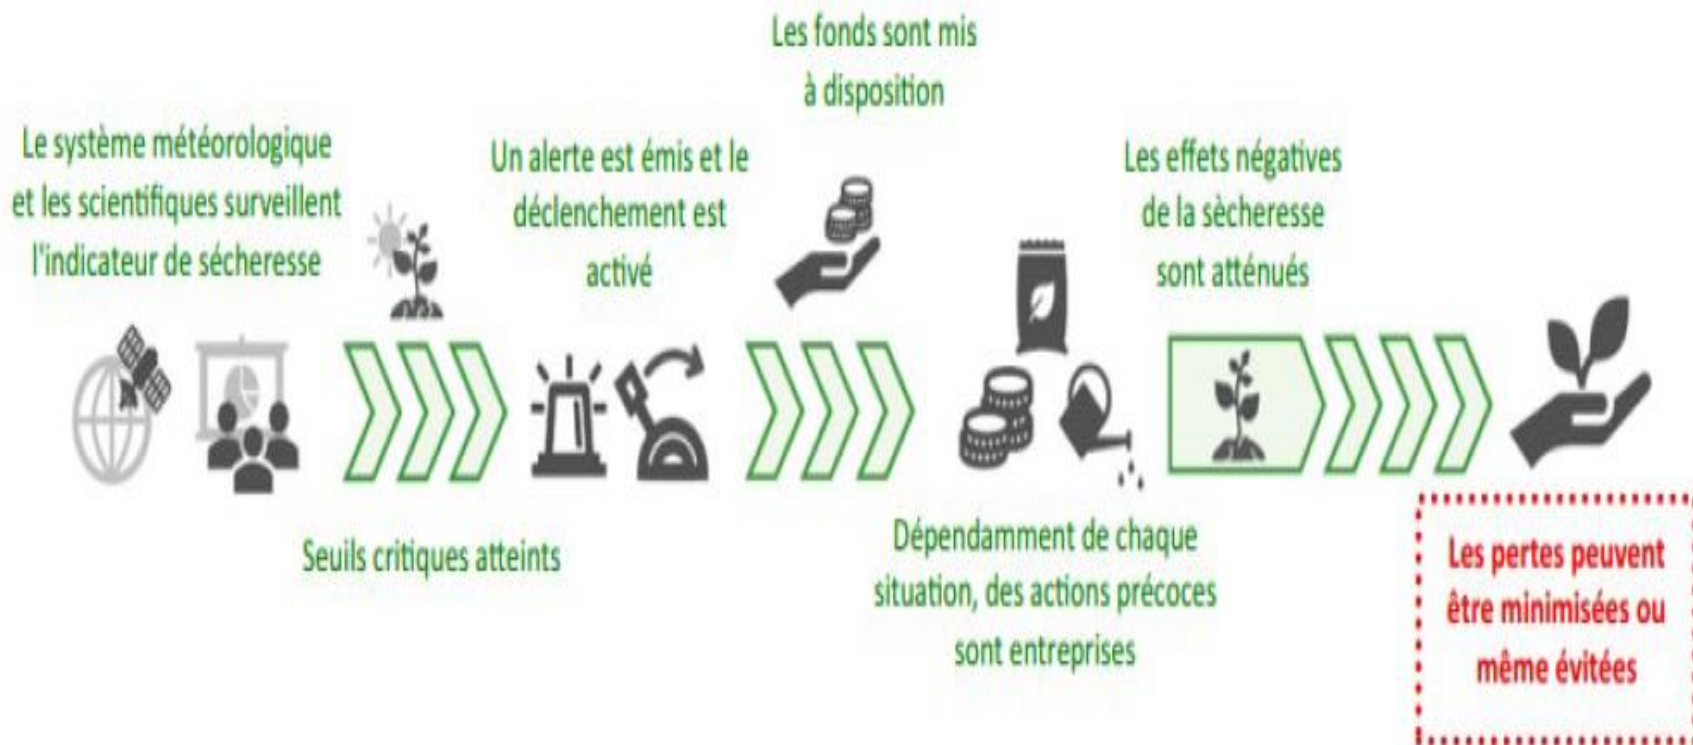 Le système météorologique
et les scientifiques surveillent
l'indicateur de sécheresse
Seuils critiques atteints
Un alerte est émis et le
déclenchement est
activé
Les fonds sont mis
à disposition
Dépendamment de chaque
situation, des actions précoces
sont entreprises
Les effets négatives
de la sècheresse
sont atténués
Les pertes peuvent
être minimisées ou
même évitées